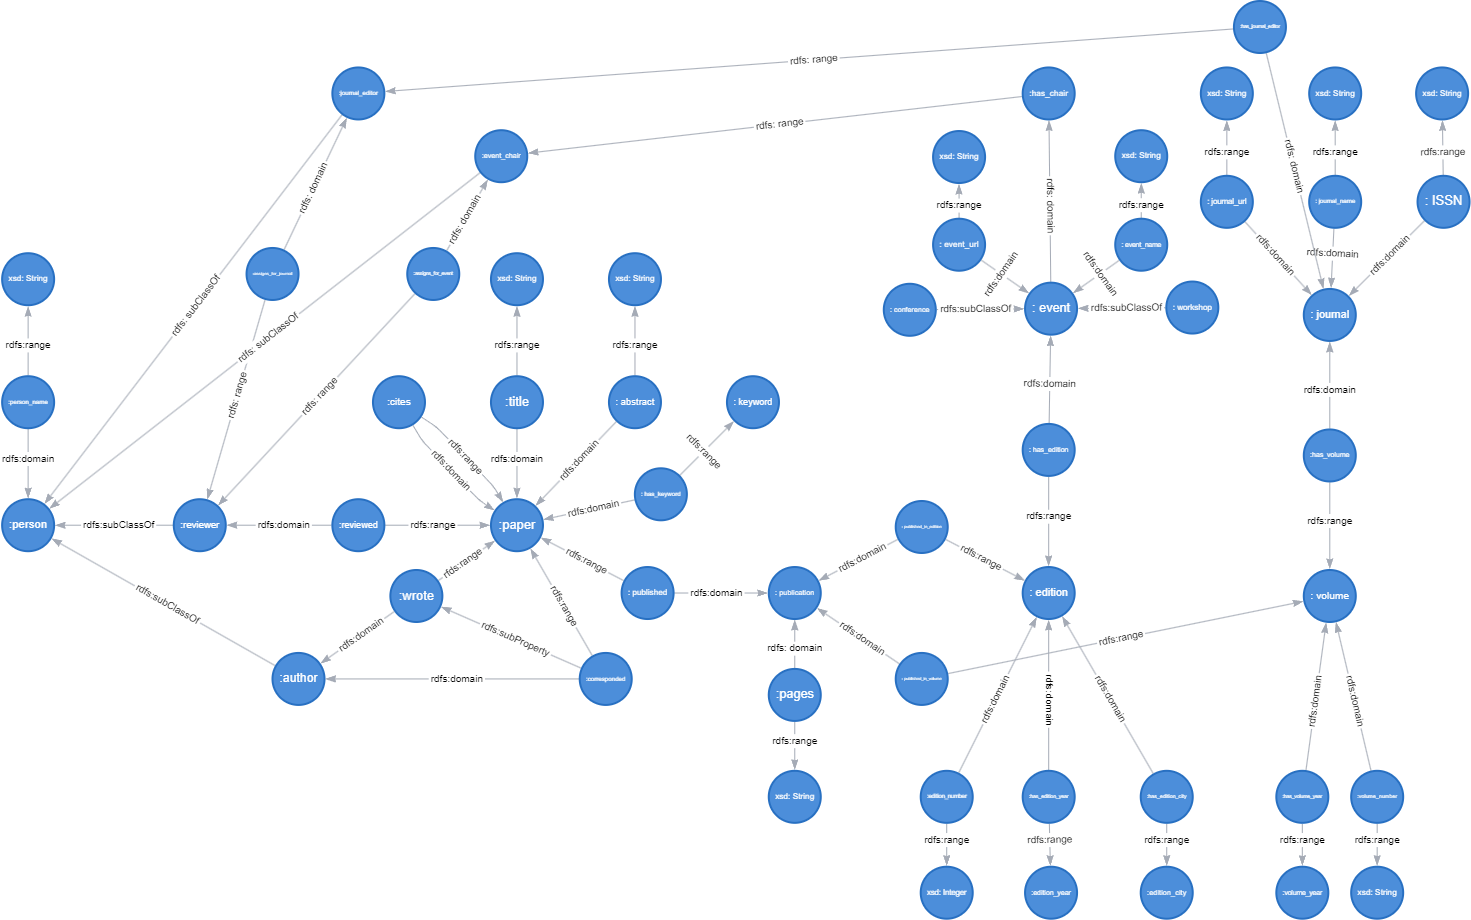 :has_journal_editor
rdfs: range
:journal_editor
:has_chair
xsd: String
xsd: String
xsd: String
rdfs: range
:event_chair
xsd: String
xsd: String
rdfs: domain
rdfs:range
rdfs:range
rdfs:range
rdfs: domain
rdfs: domain
rdfs: domain
rdfs:range
rdfs:range
: journal_url
: journal_name
: ISSN
rdfs: domain
:assigns_for_journal
:assigns_for_event
: event_url
: event_name
rdfs:domain
rdfs:domain
rdfs:domain
xsd: String
xsd: String
xsd: String
rdfs:domain
rdfs:domain
rdfs: subClassOf
: conference
rdfs:subClassOf
: event
rdfs:subClassOf
: workshop
: journal
rdfs: subClassOf
rdfs:range
rdfs:range
rdfs:range
rdfs:domain
rdfs:domain
rdfs: range
rdfs: range
:person_name
:cites
:title
: abstract
: keyword
rdfs:domain
rdfs:range
rdfs:domain
rdfs:domain
rdfs:domain
rdfs:range
: has_edition
:has_volume
: has_keyword
rdfs:domain
rdfs:range
rdfs:range
:person
rdfs:subClassOf
:reviewer
rdfs:domain
:reviewed
rdfs:range
:paper
: published_in_edition
rdfs:domain
rdfs:range
rfds:range
rdfs:range
:wrote
: published
rdfs:domain
: publication
: edition
: volume
rdfs:subClassOf
rdfs:range
rdfs:domain
rdfs:subProperty
rdfs:domain
rdfs:range
rdfs: domain
:author
rdfs:domain
:corresponded
: published_in_volume
:pages
rdfs:domain
rdfs:domain
rdfs:domain
rdfs:domain
rdfs:domain
rdfs:range
xsd: String
:edition_number
:has_edition_year
:has_edition_city
:has_volume_year
:volume_number
rdfs:range
rdfs:range
rdfs:range
rdfs:range
rdfs:range
xsd: Integer
:edition_year
:edition_city
:volume_year
xsd: String